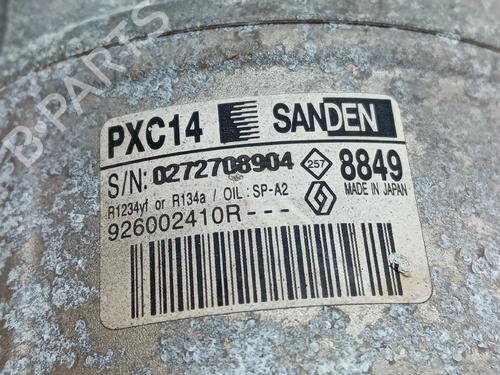 PXC14 SANDEN
S/N: 0272708904 257 8849
R1234yf or R134a / OIL : SP-A2 MADE IN JAPAN
926002410R- - -
B-PARTS